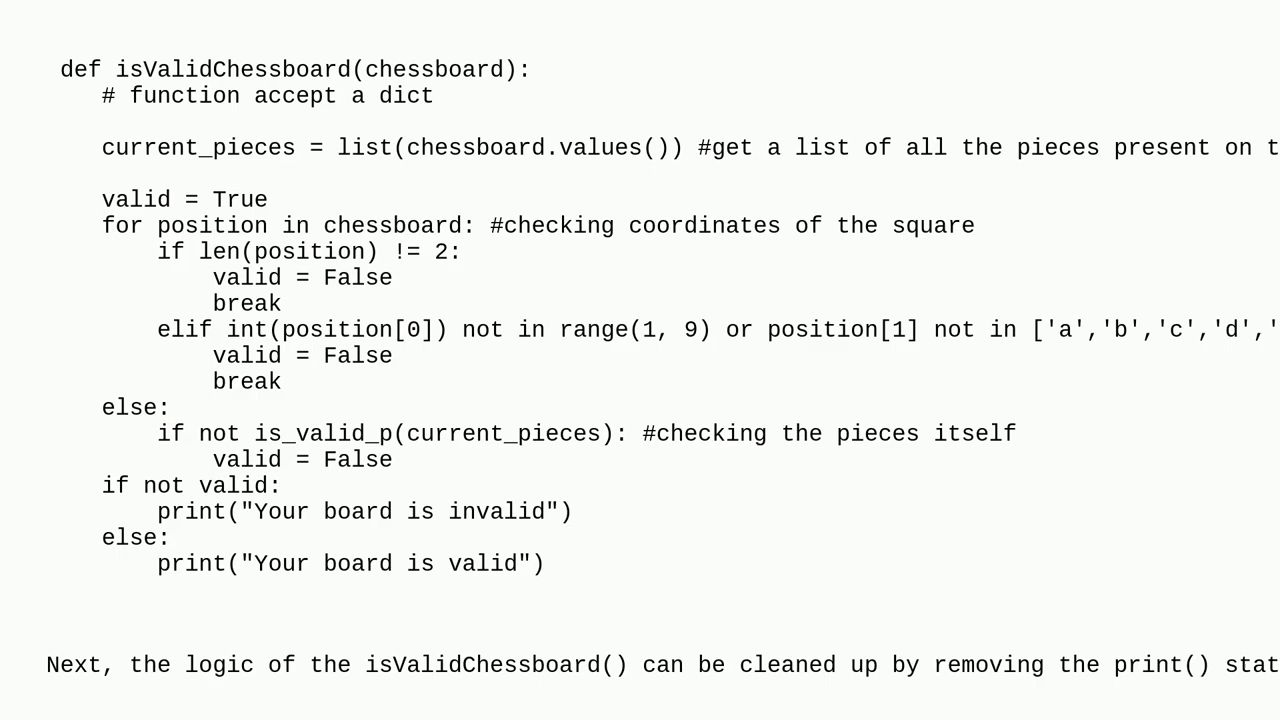 def isValidChessboard(chessboard):
# function accept a dict
current_pieces = list(chessboard.values()) #get a list of all the pieces present on
valid = True
for position in chessboard: #checking coordinates of the square
if len(position) != 2:
valid = False
break
elif int(position[0]) not in range(1, 9) or position[1] not in ['a','b','c','d','
valid = False
break
else:
if not is_valid_p(current_pieces): #checking the pieces itself
valid = False
if not valid:
print("Your board is invalid")
else:
print("Your board is valid")
Next, the logic of the isValidChessboard() can be cleaned up by removing the print()